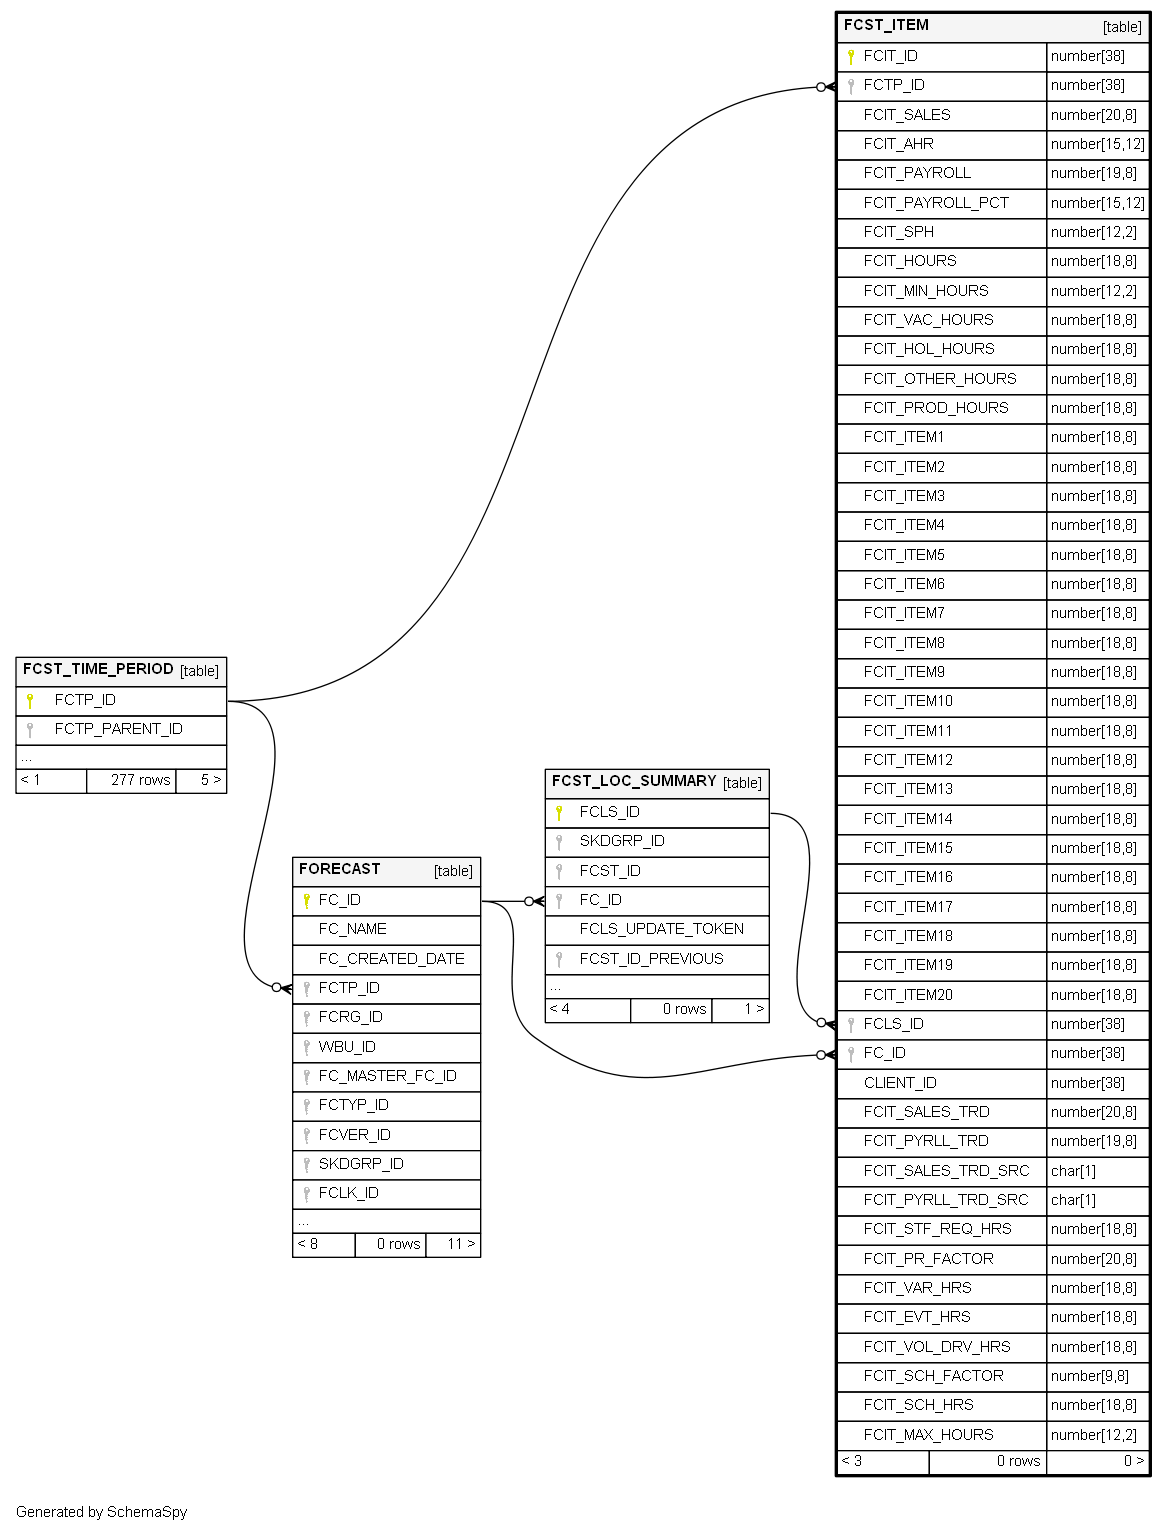 FCST_ITEM [table]
FCIT_ID number[38]
FCTP_ID number[38]
FCIT_SALES number[20,8]
FCIT_AHR number[15,12]
FCIT_PAYROLL number[19,8]
FCIT_PAYROLL_PCT number[15,12]
FCIT_SPH number[12,2]
FCIT_HOURS number[18,8]
FCIT_MIN_HOURS number[12,2]
FCIT_VAC_HOURS number[18,8]
FCIT_HOL_HOURS number[18,8]
FCIT_OTHER_HOURS number[18,8]
FCIT_PROD_HOURS number[18,8]
FCIT_ITEM1 number[18,8]
FCIT_ITEM2 number[18,8]
FCIT_ITEM3 number[18,8]
FCIT_ITEM4 number[18,8]
FCIT_ITEM5 number[18,8]
FCIT_ITEM6 number[18,8]
FCIT_ITEM7 number[18,8]
FCIT_ITEM8 number[18,8]
FCIT_ITEM9 number[18,8]
FCIT_ITEM10 number[18,8]
FCIT_ITEM11 number[18,8]
FCIT_ITEM12 number[18,8]
FCIT_ITEM13 number[18,8]
FCIT_ITEM14 number[18,8]
FCIT_ITEM15 number[18,8]
FCIT_ITEM16 number[18,8]
FCIT_ITEM17 number[18,8]
FCIT_ITEM18 number[18,8]
FCIT_ITEM19 number[18,8]
FCIT_ITEM20 number[18,8]
FCLS_ID number[38]
FC_ID number[38]
CLIENT_ID number[38]
FCIT_SALES_TRD number[20,8]
FCIT_PYRLL_TRD number[19,8]
FCIT_SALES_TRD_SRC char[1]
FCIT_PYRLL_TRD_SRC char[1]
FCIT_STF_REQ_HRS number[18,8]
FCIT_PR_FACTOR number[20,8]
FCIT_VAR_HRS number[18,8]
FCIT_EVT_HRS number[18,8]
FCIT_VOL_DRV_HRS number[18,8]
FCIT_SCH_FACTOR number[9,8]
FCIT_SCH_HRS number[18,8]
FCIT_MAX_HOURS number[12,2]
< 3 0 rows 0 >
FCST_TIME_PERIOD [table]
FCTP_ID
FCTP_PARENT_ID
...
< 1 277 rows 5 >
FCST_LOC_SUMMARY [table]
FCLS_ID
SKDGRP_ID
FCST_ID
FC_ID
FCLS_UPDATE_TOKEN
FCST_ID_PREVIOUS
...
< 4 0 rows 1 >
FORECAST [table]
FC_ID
FC_NAME
FC_CREATED_DATE
FCTP_ID
FCRG_ID
WBU_ID
FC_MASTER_FC_ID
FCTYP_ID
FCVER_ID
SKDGRP_ID
FCLK_ID
...
< 8 0 rows 11 >
Generated by SchemaSpy